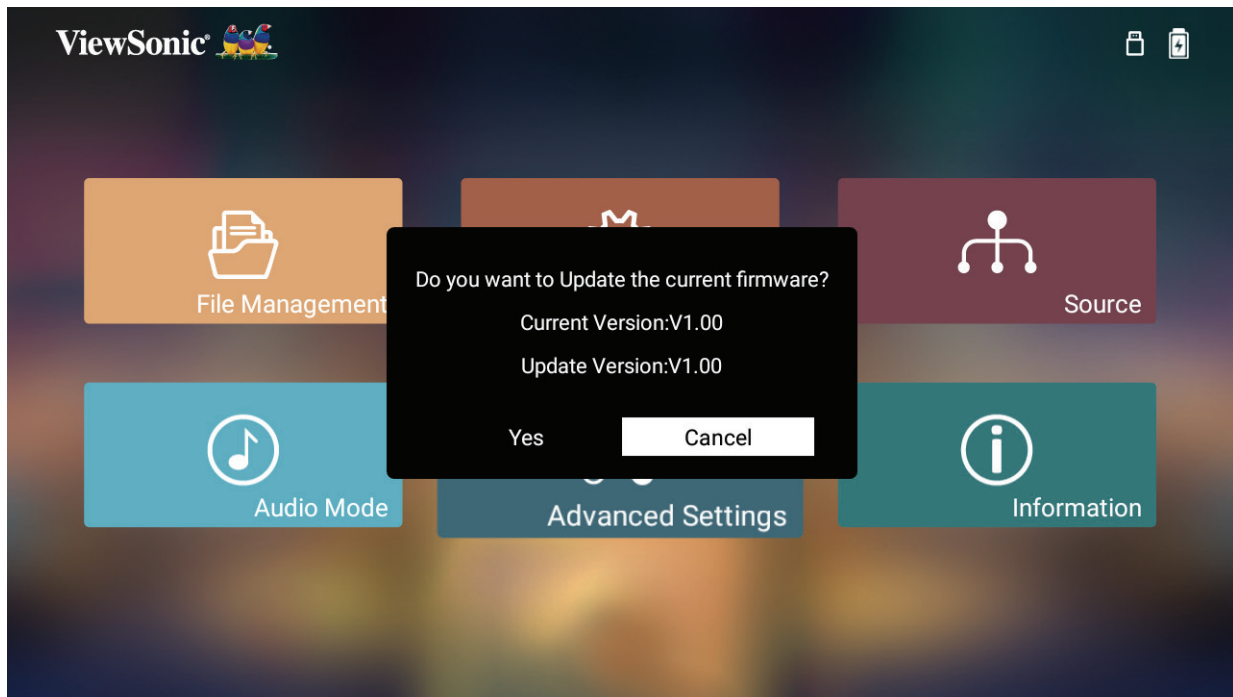 ViewSonic®
File Management
Source
Do you want to Update the current firmware?
Current Version:V1.00
Update Version:V1.00
Yes
Cancel
Audio Mode
Advanced Settings
Information